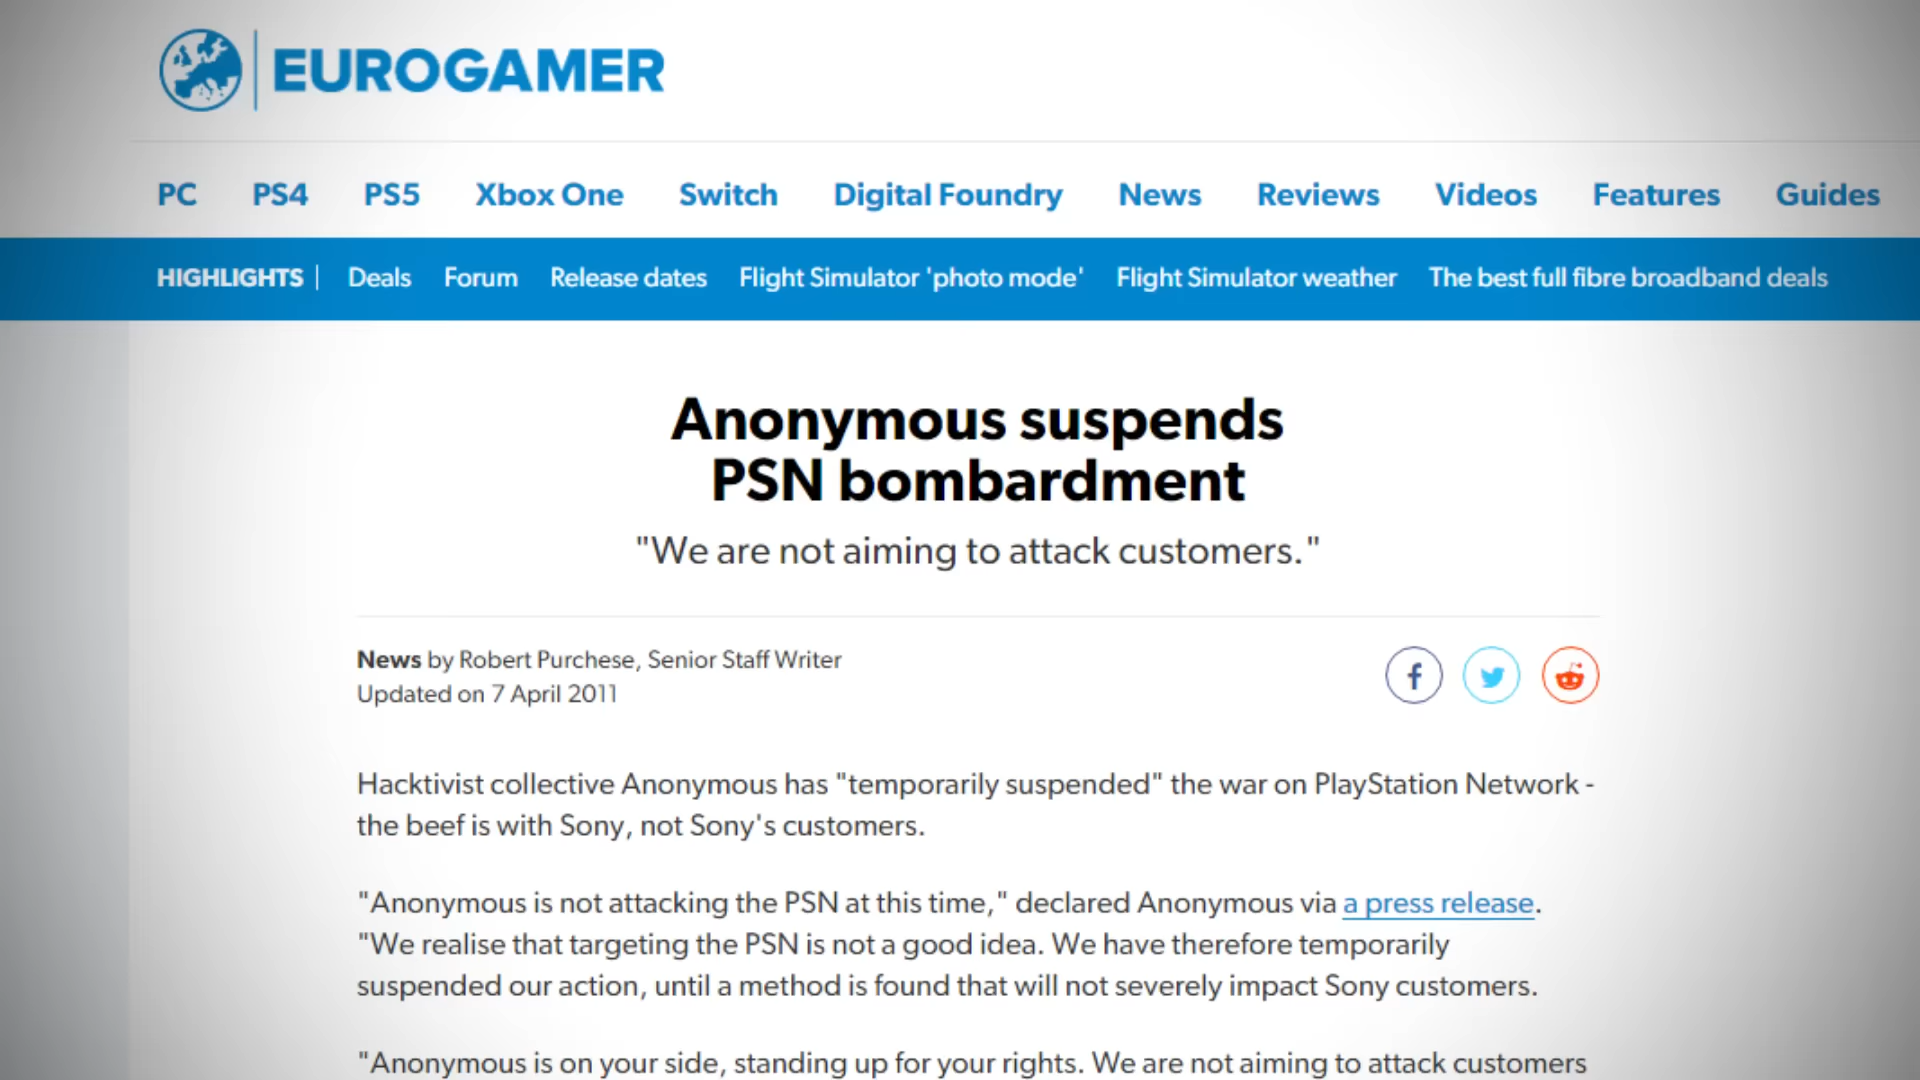 EUROGAMER
PC PS4 PS5 Xbox One Switch Digital Foundry News Reviews Videos Features Guides
HIGHLIGHTS | Deals Forum Release dates Flight Simulator 'photo mode' Flight Simulator weather The best full fibre broadband deals
Anonymous suspends
PSN bombardment
"We are not aiming to attack customers."
News by Robert Purchese, Senior Staff Writer
Updated on 7 April 2011
Hacktivist collective Anonymous has "temporarily suspended" the war on PlayStation Network -
the beef is with Sony, not Sony's customers.
"Anonymous is not attacking the PSN at this time," declared Anonymous via a press release.
"We realise that targeting the PSN is not a good idea. We have therefore temporarily
suspended our action, until a method is found that will not severely impact Sony customers.
"Anonymous is on your side, standing up for your rights. We are not aiming to attack customers